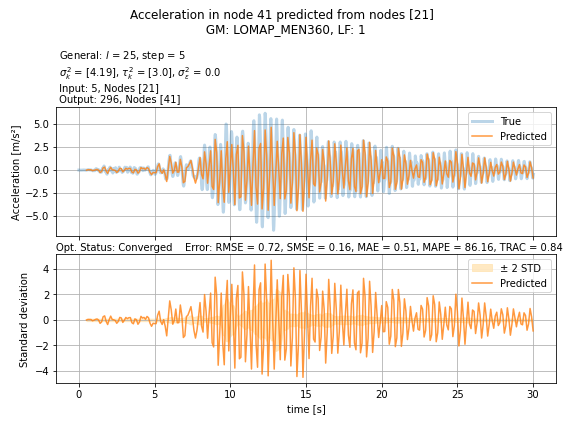 Acceleration in node 41 predicted from nodes [21]
GM: LOMAP_MEN360, LF: 1
General: l = 25, step = 5
σ²ₖ = [4.19], τ²ₖ = [3.0], σ²ε = 0.0
Input: 5, Nodes [21]
Output: 296, Nodes [41]
Acceleration [m/s²]
5.0
2.5
0.0
−2.5
−5.0
True
Predicted
Opt. Status: Converged Error: RMSE = 0.72, SMSE = 0.16, MAE = 0.51, MAPE = 86.16, TRAC = 0.84
Standard deviation
4
2
0
−2
−4
± 2 STD
Predicted
0 5 10 15 20 25 30
time [s]